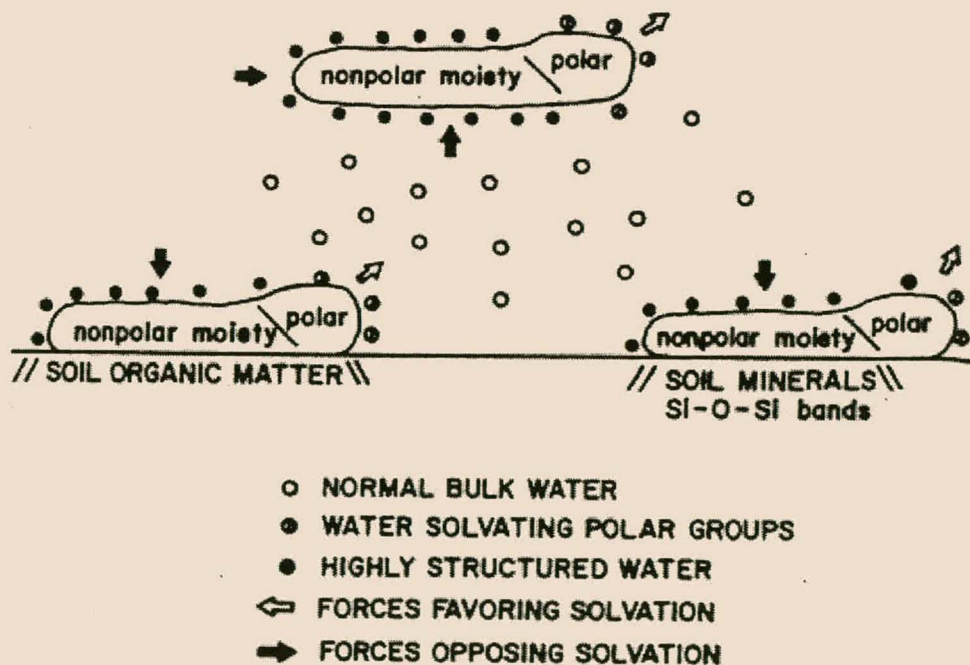 nonpolar moiety polar
nonpolar moiety polar
nonpolar moiety polar
// SOIL ORGANIC MATTER \\
// SOIL MINERALS \\
Si-O-Si bands
NORMAL BULK WATER
WATER SOLVATING POLAR GROUPS
HIGHLY STRUCTURED WATER
FORCES FAVORING SOLVATION
FORCES OPPOSING SOLVATION